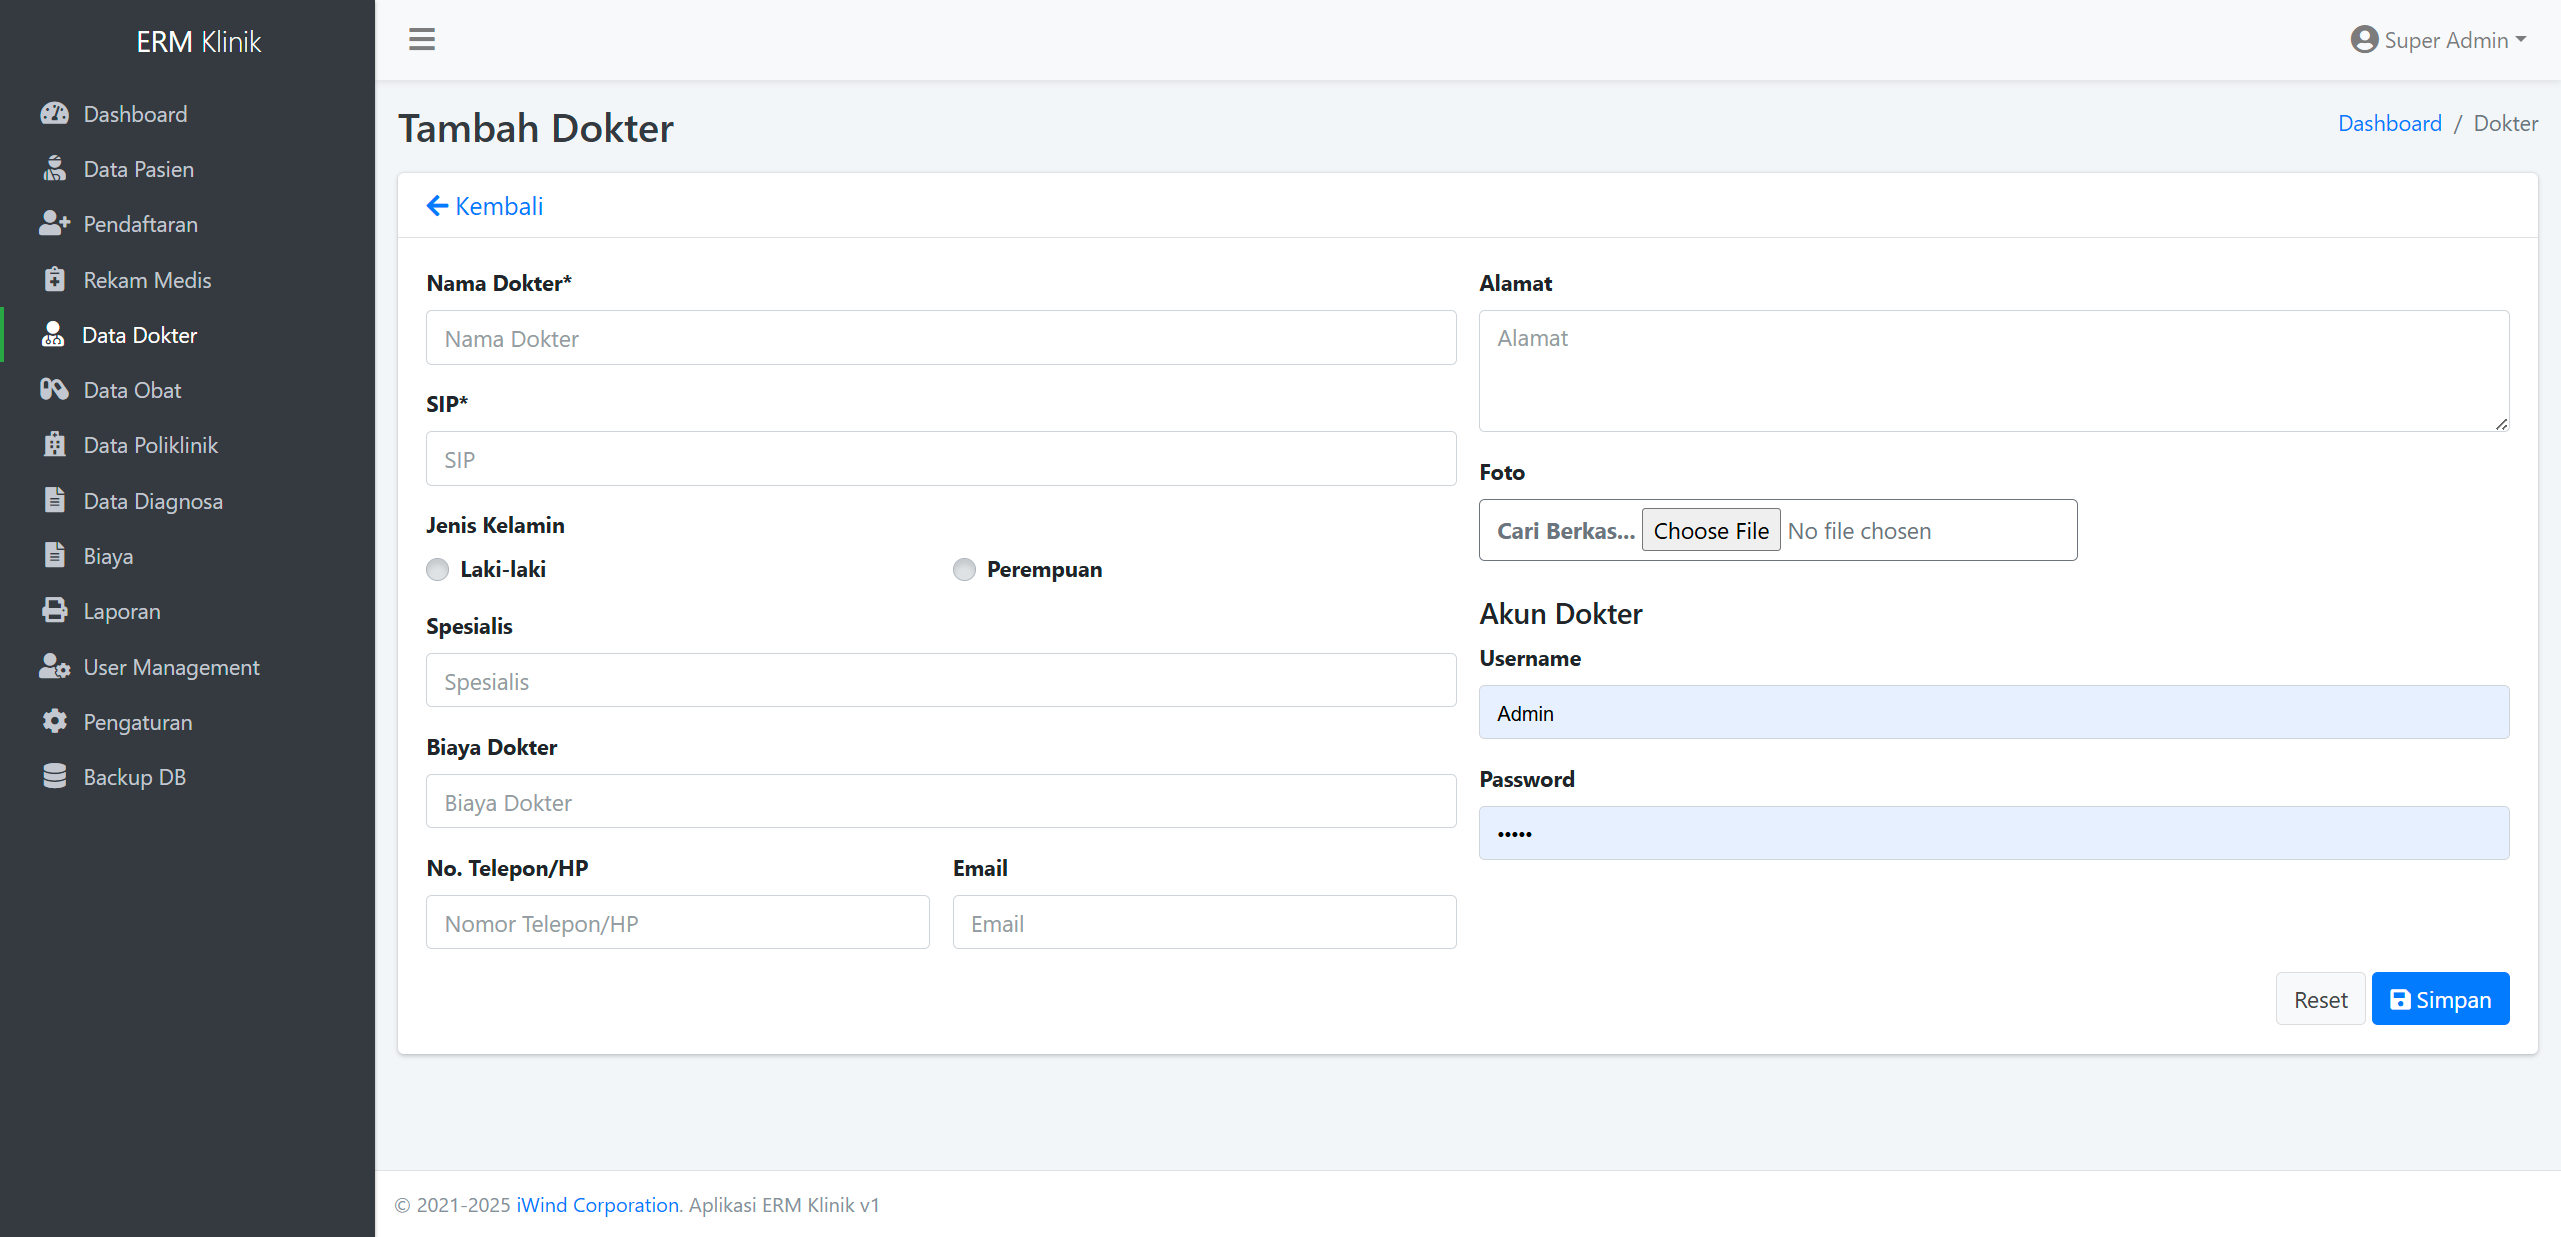 ERM Klinik
Dashboard
Data Pasien
Pendaftaran
Rekam Medis
Data Dokter
Data Obat
Data Poliklinik
Data Diagnosa
Biaya
Laporan
User Management
Pengaturan
Backup DB
Super Admin
Tambah Dokter
Dashboard / Dokter
Kembali
Nama Dokter*
Nama Dokter
SIP*
SIP
Jenis Kelamin
Laki-laki Perempuan
Spesialis
Spesialis
Biaya Dokter
Biaya Dokter
No. Telepon/HP Email
Nomor Telepon/HP Email
Alamat
Alamat
Foto
Cari Berkas... Choose File No file chosen
Akun Dokter
Username
Admin
Password
•••••
Reset Simpan
© 2021-2025 iWind Corporation. Aplikasi ERM Klinik v1